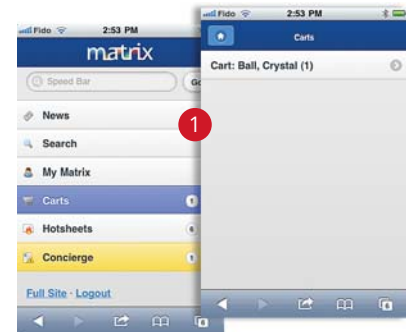 Fido 2:53 PM
matrix
Speed Bar
News
Search
My Matrix
Carts 1
Hotsheets 6
Concierge 1
Full Site · Logout
1
Fido 2:53 PM
Carts
Cart: Ball, Crystal (1)
6